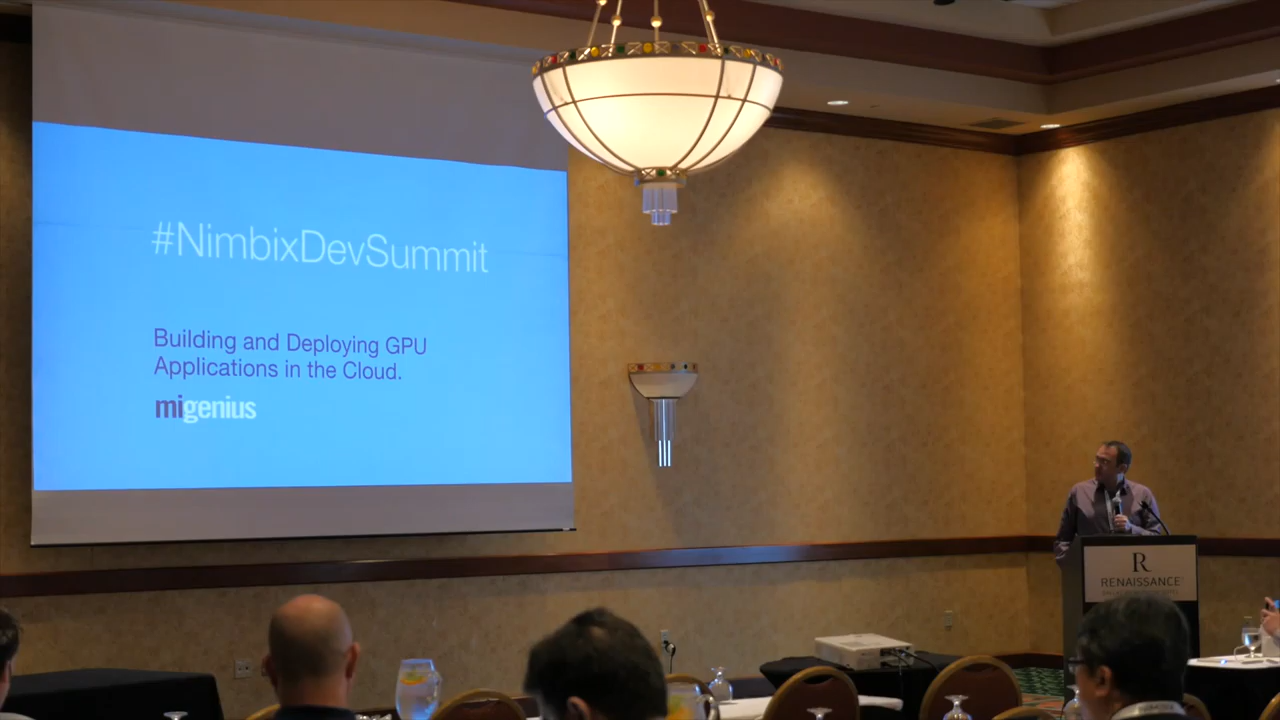 #NimbixDevSummit
Building and Deploying GPU
Applications in the Cloud.
migenius
R
RENAISSANCE